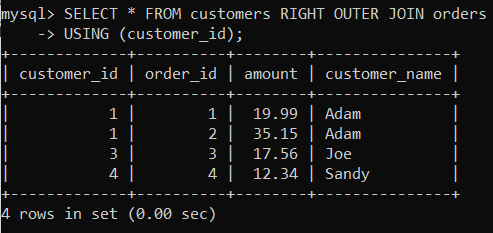 mysql> SELECT * FROM customers RIGHT OUTER JOIN orders
    -> USING (customer_id);
+-------------+----------+--------+---------------+
| customer_id | order_id | amount | customer_name |
+-------------+----------+--------+---------------+
|           1 |        1 |  19.99 | Adam          |
|           1 |        2 |  35.15 | Adam          |
|           3 |        3 |  17.56 | Joe           |
|           4 |        4 |  12.34 | Sandy         |
+-------------+----------+--------+---------------+
4 rows in set (0.00 sec)